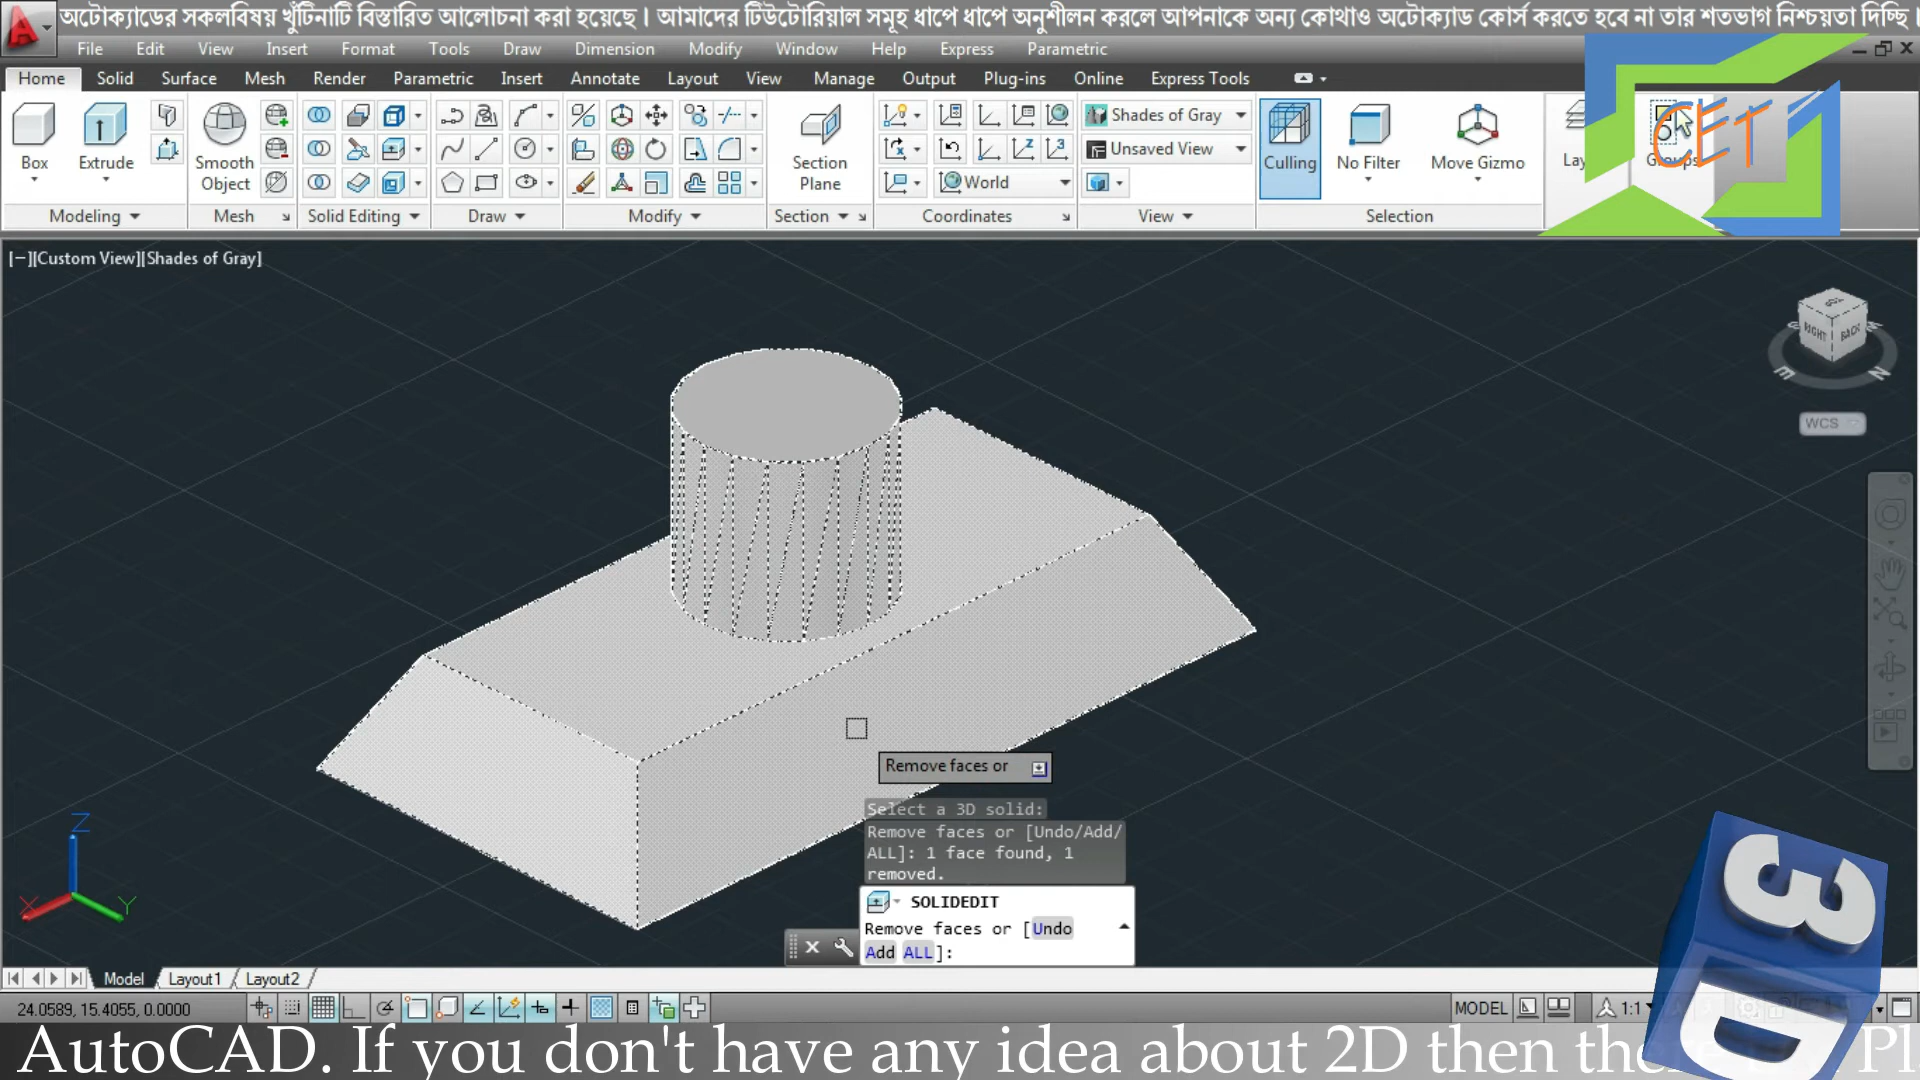 অটোক্যাডের সকলবিষয় খুঁটিনাটি বিস্তারিত আলোচনা করা হয়েছে। আমাদের টিউটোরিয়াল সমূহ ধাপে ধাপে অনুশীলন করলে আপনাকে অন্য কোথাও অটোক্যাড কোর্স করতে হবে না তার শতভাগ নিশ্চয়তা দিচ্ছি।
File Edit View Insert Format Tools Draw Dimension Modify Window Help Express Parametric
Home Solid Surface Mesh Render Parametric Insert Annotate Layout View Manage Output Plug-ins Online Express Tools
Shades of Gray
Unsaved View
World
Box Extrude Smooth Object Section Plane Culling No Filter Move Gizmo Groups
CET
Modeling Mesh Solid Editing Draw Modify Section Coordinates View Selection
[−][Custom View][Shades of Gray]
RIGHT BACK
E N
WCS
Remove faces or
Select a 3D solid:
Remove faces or [Undo/Add/
ALL]: 1 face found, 1
removed.
SOLIDEDIT
Remove faces or [Undo
Add ALL]:
Z
X Y
Model Layout1 Layout2
24.0589, 15.4055, 0.0000
MODEL 1:1
3
D
AutoCAD. If you don't have any idea about 2D then